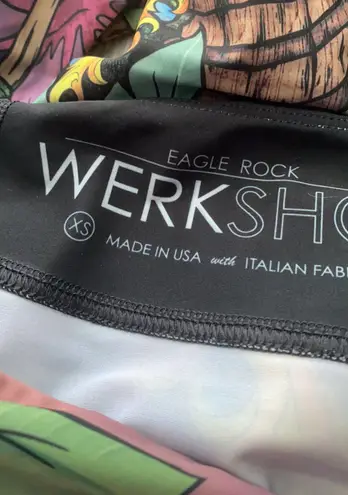 EAGLE ROCK
WERKSHO
XS
MADE IN USA with ITALIAN FAB